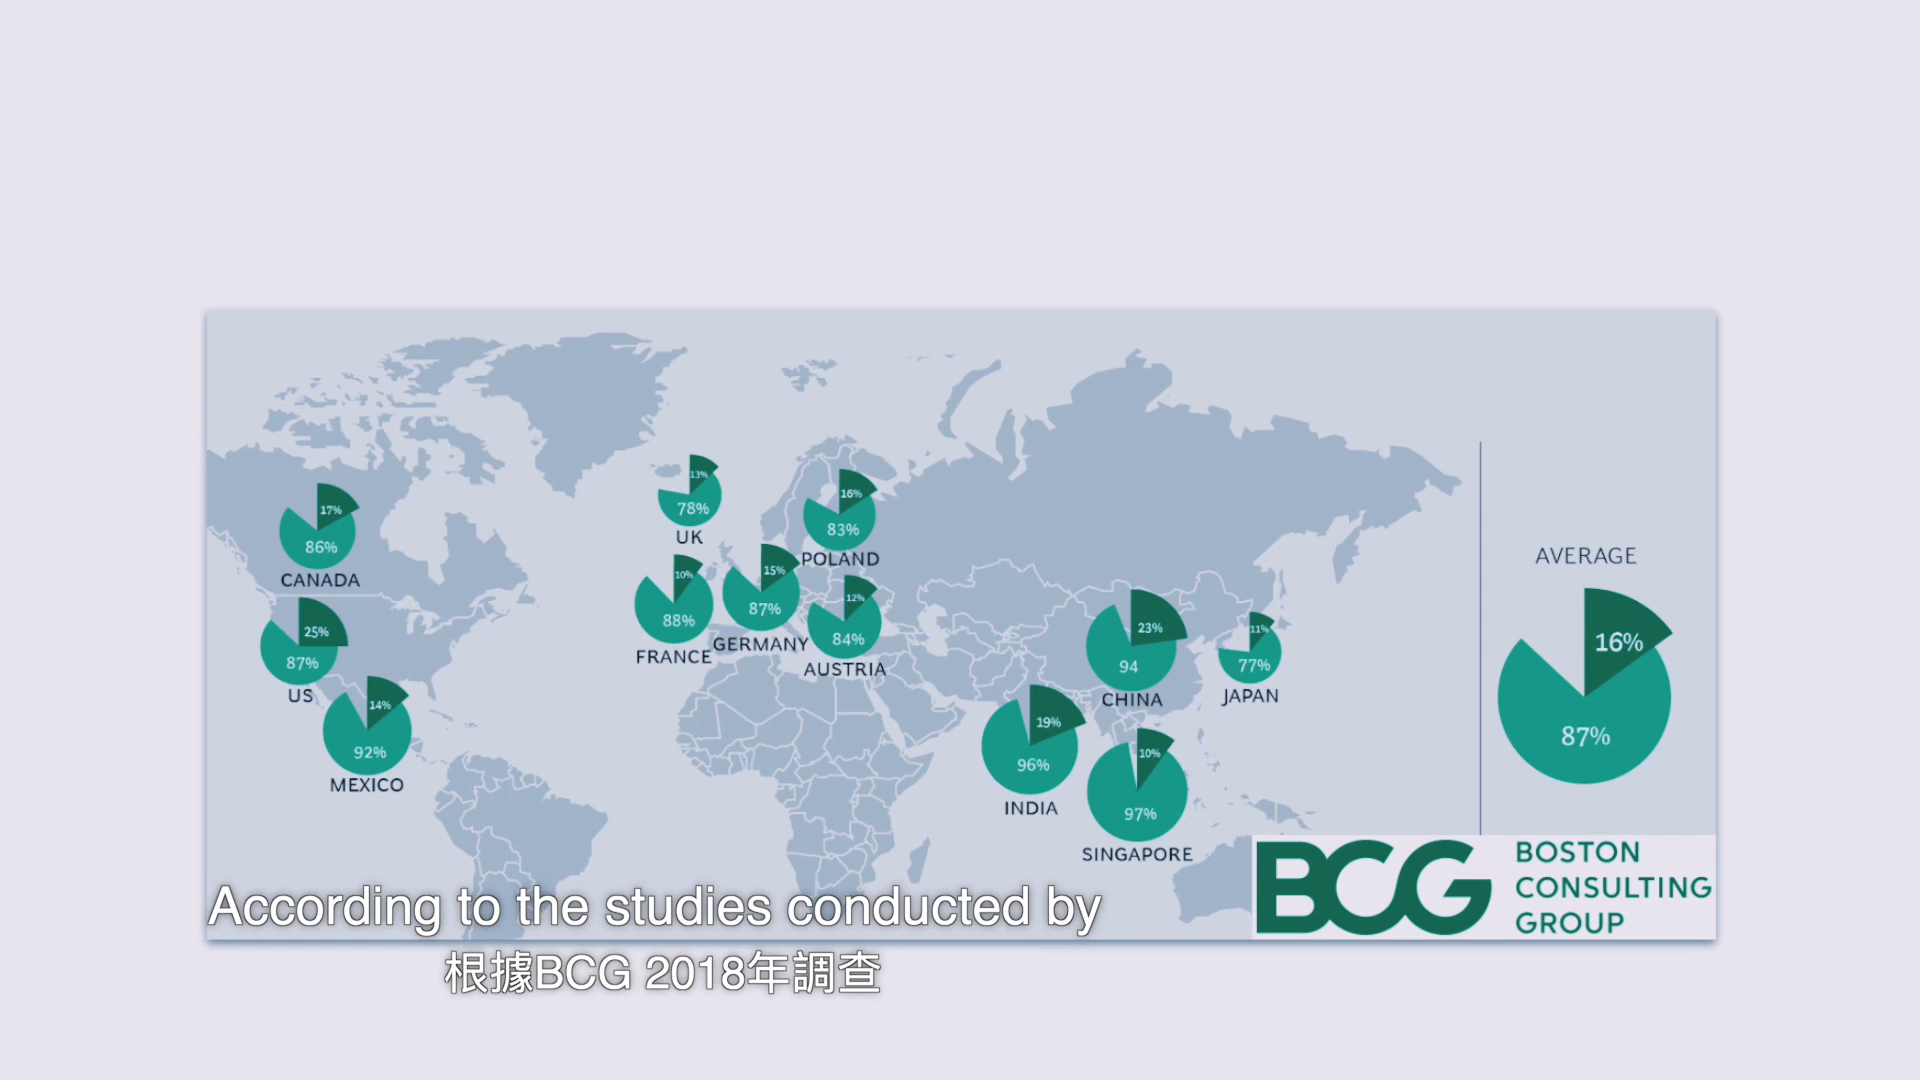 13%
78%
UK
16%
83%
POLAND
17%
86%
CANADA
10%
88%
FRANCE
15%
87%
GERMANY
12%
84%
AUSTRIA
25%
87%
US
14%
92%
MEXICO
23%
94
CHINA
11%
77%
JAPAN
19%
96%
INDIA
10%
97%
SINGAPORE
AVERAGE
16%
87%
BCG
BOSTON
CONSULTING
GROUP
According to the studies conducted by
根據BCG 2018年調查